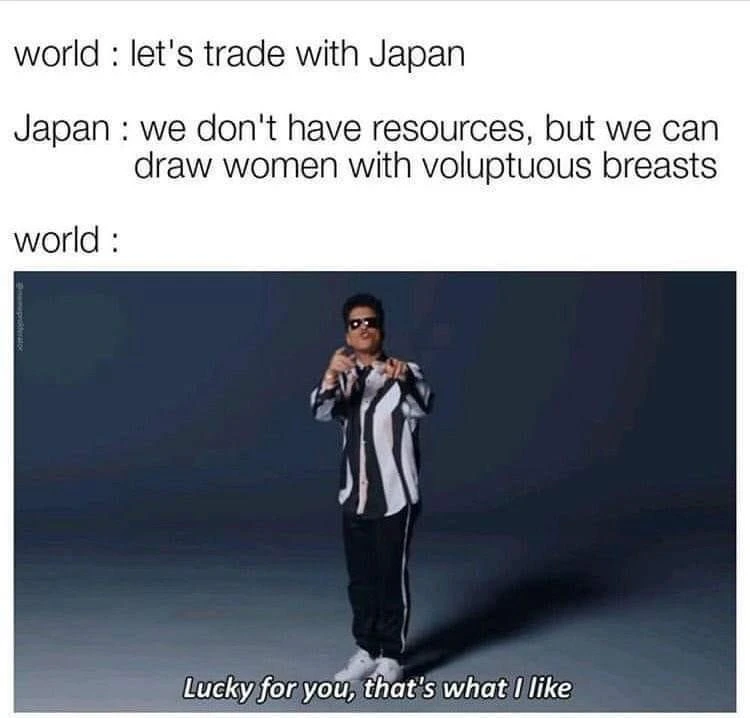 world : let's trade with Japan
Japan : we don't have resources, but we can
draw women with voluptuous breasts
world :
Lucky for you, that's what I like